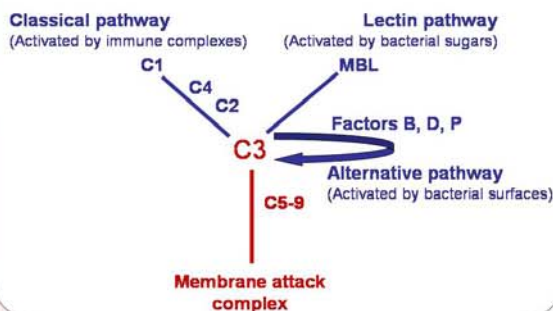 Classical pathway
(Activated by immune complexes)
Lectin pathway
(Activated by bacterial sugars)
C1
MBL
C4
C2
Factors B, D, P
C3
Alternative pathway
(Activated by bacterial surfaces)
C5-9
Membrane attack
complex